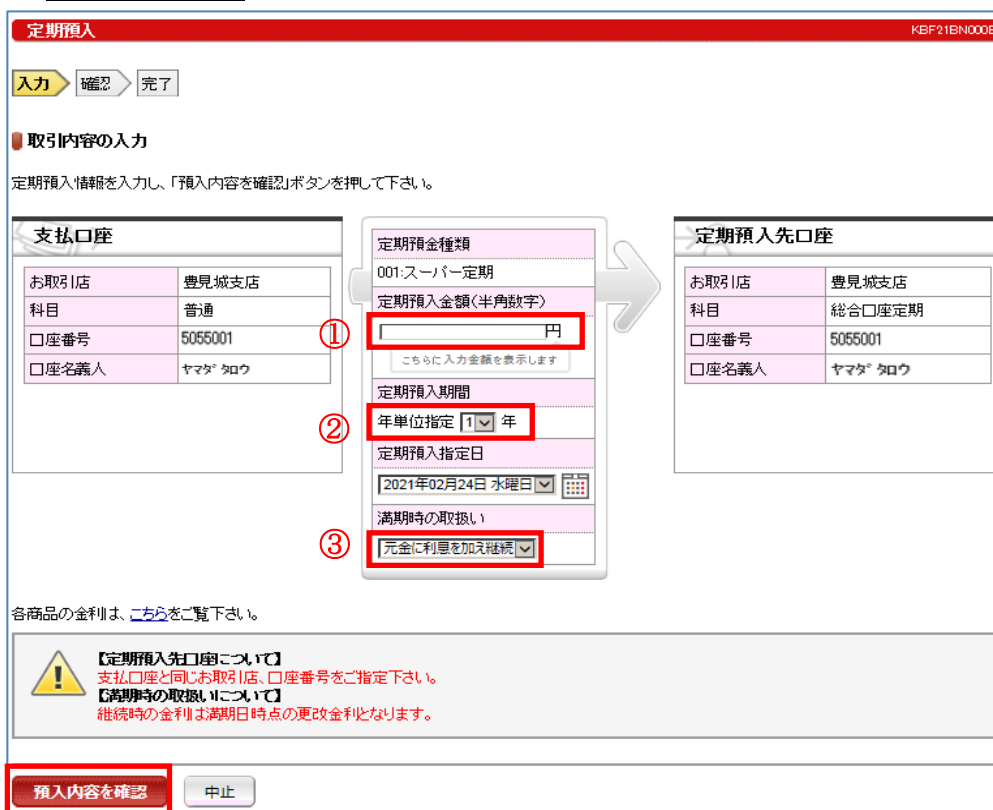 定期預入 KBF21BN000E
入力 確認 完了
取引内容の入力
定期預入情報を入力し、「預入内容を確認」ボタンを押して下さい。
支払口座
お取引店 豊見城支店
科目 普通
口座番号 5055001
口座名義人 ヤマダ タロウ
定期預金種類
001:スーパー定期
定期預入金額(半角数字)
① 円
こちらに入力金額を表示します
定期預入期間
② 年単位指定 1 年
定期預入指定日
2021年02月24日 水曜日
満期時の取扱い
③ 元金に利息を加え継続
定期預入先口座
お取引店 豊見城支店
科目 総合口座定期
口座番号 5055001
口座名義人 ヤマダ タロウ
各商品の金利は、こちらをご覧下さい。
【定期預入先口座について】
支払口座と同じお取引店、口座番号をご指定下さい。
【満期時の取扱いについて】
継続時の金利は満期日時点の更改金利となります。
預入内容を確認 中止